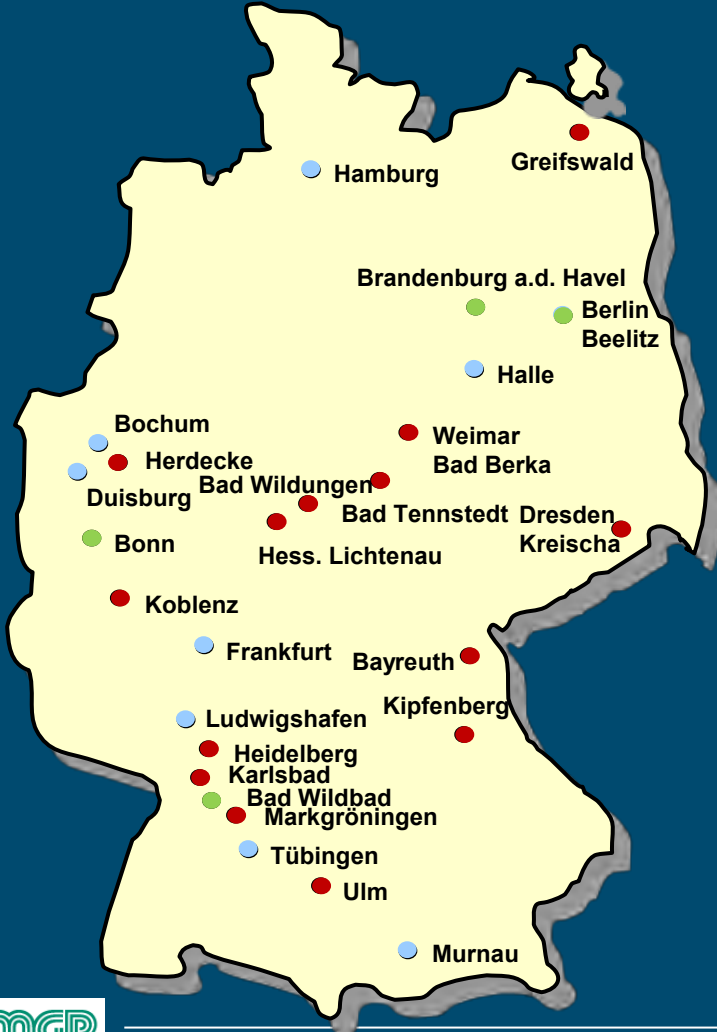 Greifswald
Hamburg
Brandenburg a.d. Havel
Berlin
Beelitz
Halle
Bochum
Weimar
Herdecke
Bad Berka
Bad Wildungen
Duisburg
Bad Tennstedt
Dresden
Bonn
Kreischa
Hess. Lichtenau
Koblenz
Frankfurt
Bayreuth
Kipfenberg
Ludwigshafen
Heidelberg
Karlsbad
Bad Wildbad
Markgröningen
Tübingen
Ulm
Murnau